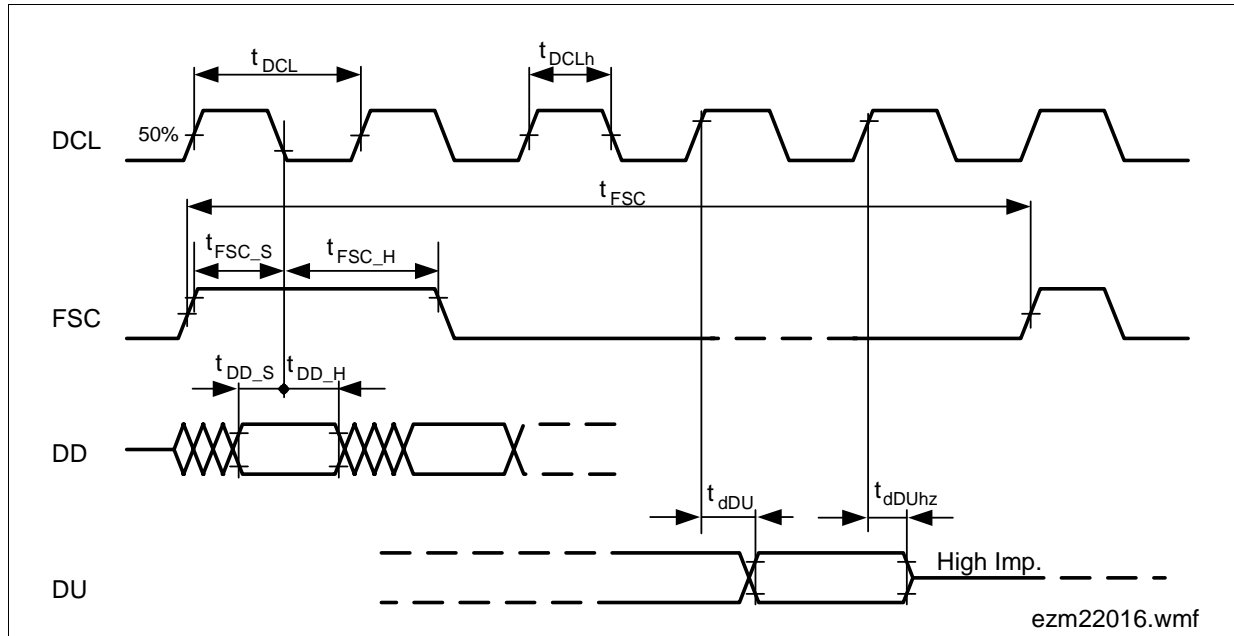 t DCL
t DCLh
DCL
50%
t FSC
t FSC_S
t FSC_H
FSC
t DD_S
t DD_H
DD
t dDU
t dDUhz
High Imp.
DU
ezm22016.wmf